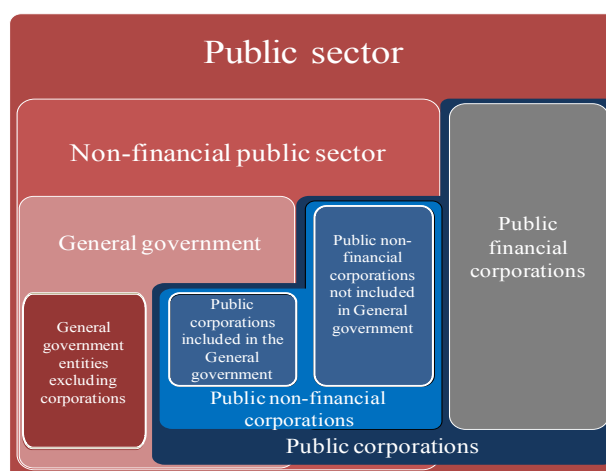 Public sector
Non-financial public sector
General government
General
government
entities
excluding
corporations
Public
corporations
included in the
General
government
Public non-
financial
corporations
not included
in General
government
Public
financial
corporations
Public non-financial
corporations
Public corporations